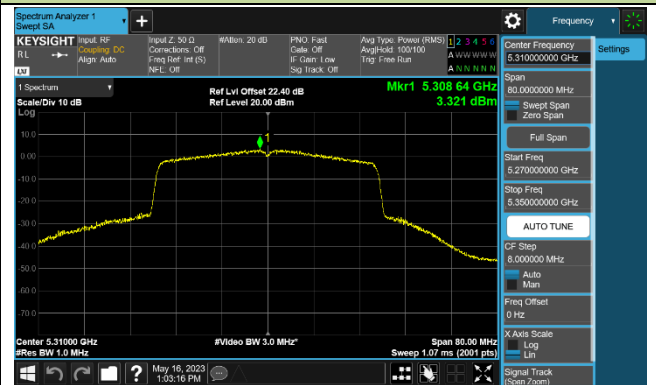 Spectrum Analyzer 1
Swept SA
+
Frequency
KEYSIGHT
RL
LXI
Input: RF
Coupling: DC
Align: Auto
Input Z: 50 Ω
Corrections: Off
Freq Ref: Int (S)
NFE: Off
#Atten: 20 dB
PNO: Fast
Gate: Off
IF Gain: Low
Sig Track: Off
Avg Type: Power (RMS)
Avg|Hold: 100/100
Trig: Free Run
1 2 3 4 5 6
A W W W W W
A N N N N N
1 Spectrum
Scale/Div 10 dB
Log
Ref Lvl Offset 22.40 dB
Ref Level 20.00 dBm
Mkr1 5.308 64 GHz
3.321 dBm
1
10.0
0.00
-10.0
-20.0
-30.0
-40.0
-50.0
-60.0
-70.0
Center 5.31000 GHz
#Res BW 1.0 MHz
#Video BW 3.0 MHz*
Span 80.00 MHz
Sweep 1.07 ms (2001 pts)
?
May 16, 2023
1:03:16 PM
Center Frequency
5.310000000 GHz
Settings
Span
80.0000000 MHz
Swept Span
Zero Span
Full Span
Start Freq
5.270000000 GHz
Stop Freq
5.350000000 GHz
AUTO TUNE
CF Step
8.000000 MHz
Auto
Man
Freq Offset
0 Hz
X Axis Scale
Log
Lin
Signal Track
(Span Zoom)